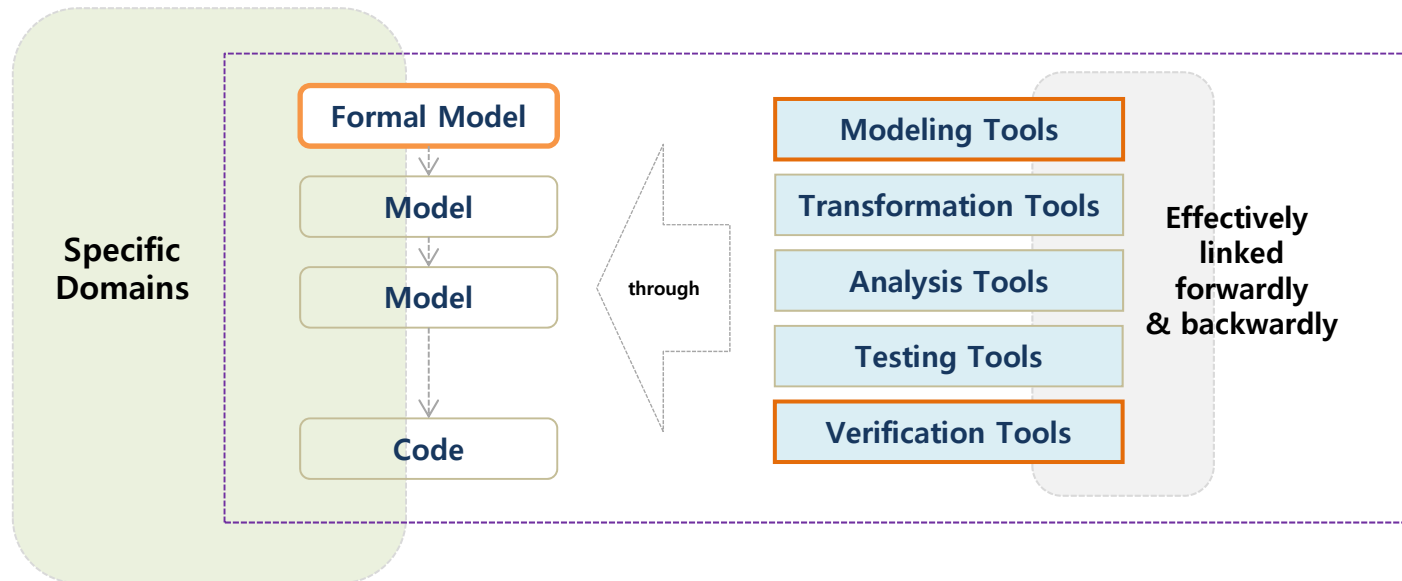 Specific
Domains
Formal Model
Model
Model
Code
through
Modeling Tools
Transformation Tools
Analysis Tools
Testing Tools
Verification Tools
Effectively
linked
forwardly
& backwardly